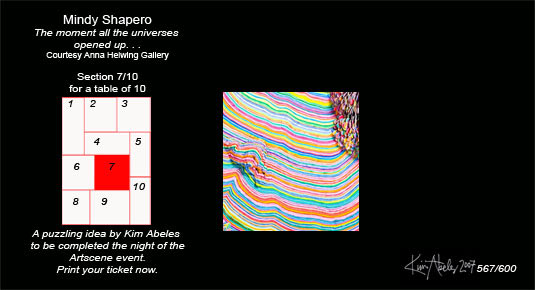 Mindy Shapero
The moment all the universes
opened up. . .
Courtesy Anna Helwing Gallery
Section 7/10
for a table of 10
1 2 3
4 5
6 7
8 9 10
A puzzling idea by Kim Abeles
to be completed the night of the
Artscene event.
Print your ticket now.
Kim Abeles 2007 567/600